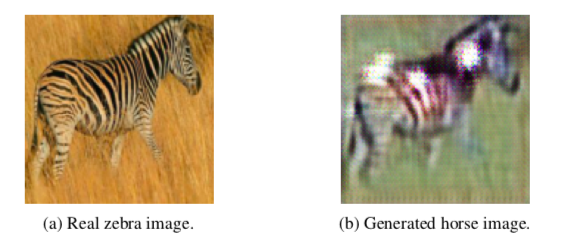 (a) Real zebra image.
(b) Generated horse image.